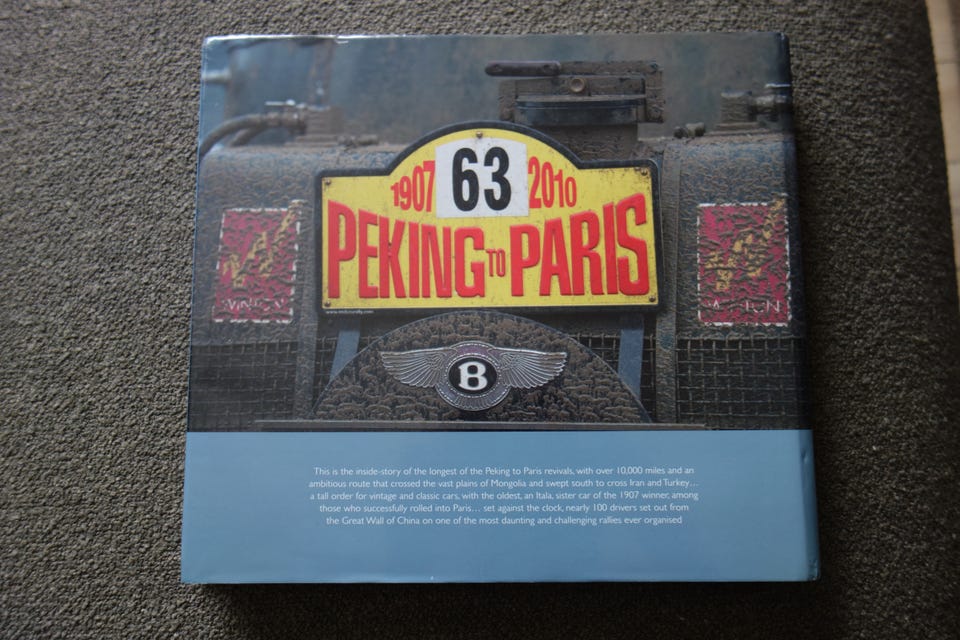 1907 63 2010
PEKING TO PARIS
B
This is the inside-story of the longest of the Peking to Paris revivals, with over 10,000 miles and an
ambitious route that crossed the vast plains of Mongolia and swept south to cross Iran and Turkey...
a tall order for vintage and classic cars, with the oldest, an Itala, sister car of the 1907 winner, among
those who successfully rolled into Paris... set against the clock, nearly 100 drivers set out from
the Great Wall of China on one of the most daunting and challenging rallies ever organised